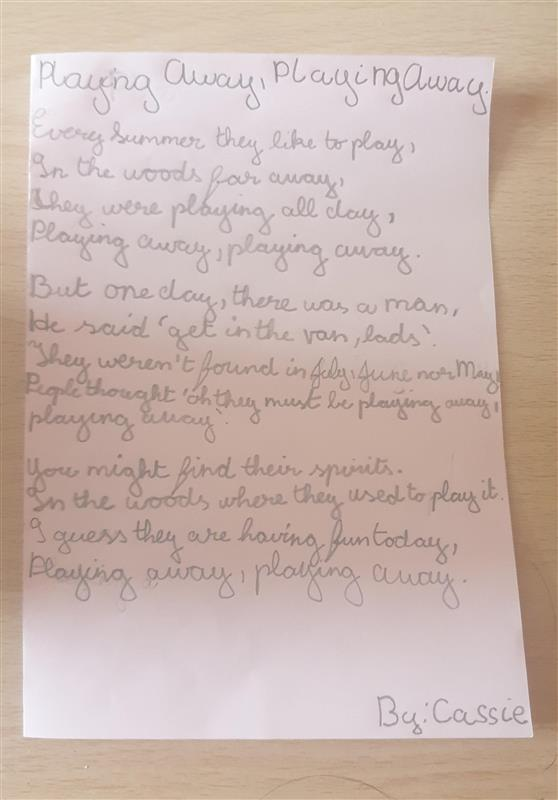 Playing Away, Playing Away.
Every Summer they like to play,
In the woods far away,
They were playing all day,
Playing away, playing away.
But one day, there was a man,
He said 'get in the van, lads'.
They weren't found in July, June nor May,
People thought 'oh they must be playing away,
playing away'.
You might find their spirits.
In the woods where they used to play it.
I guess they are having fun today,
Playing away, playing away.
By: Cassie